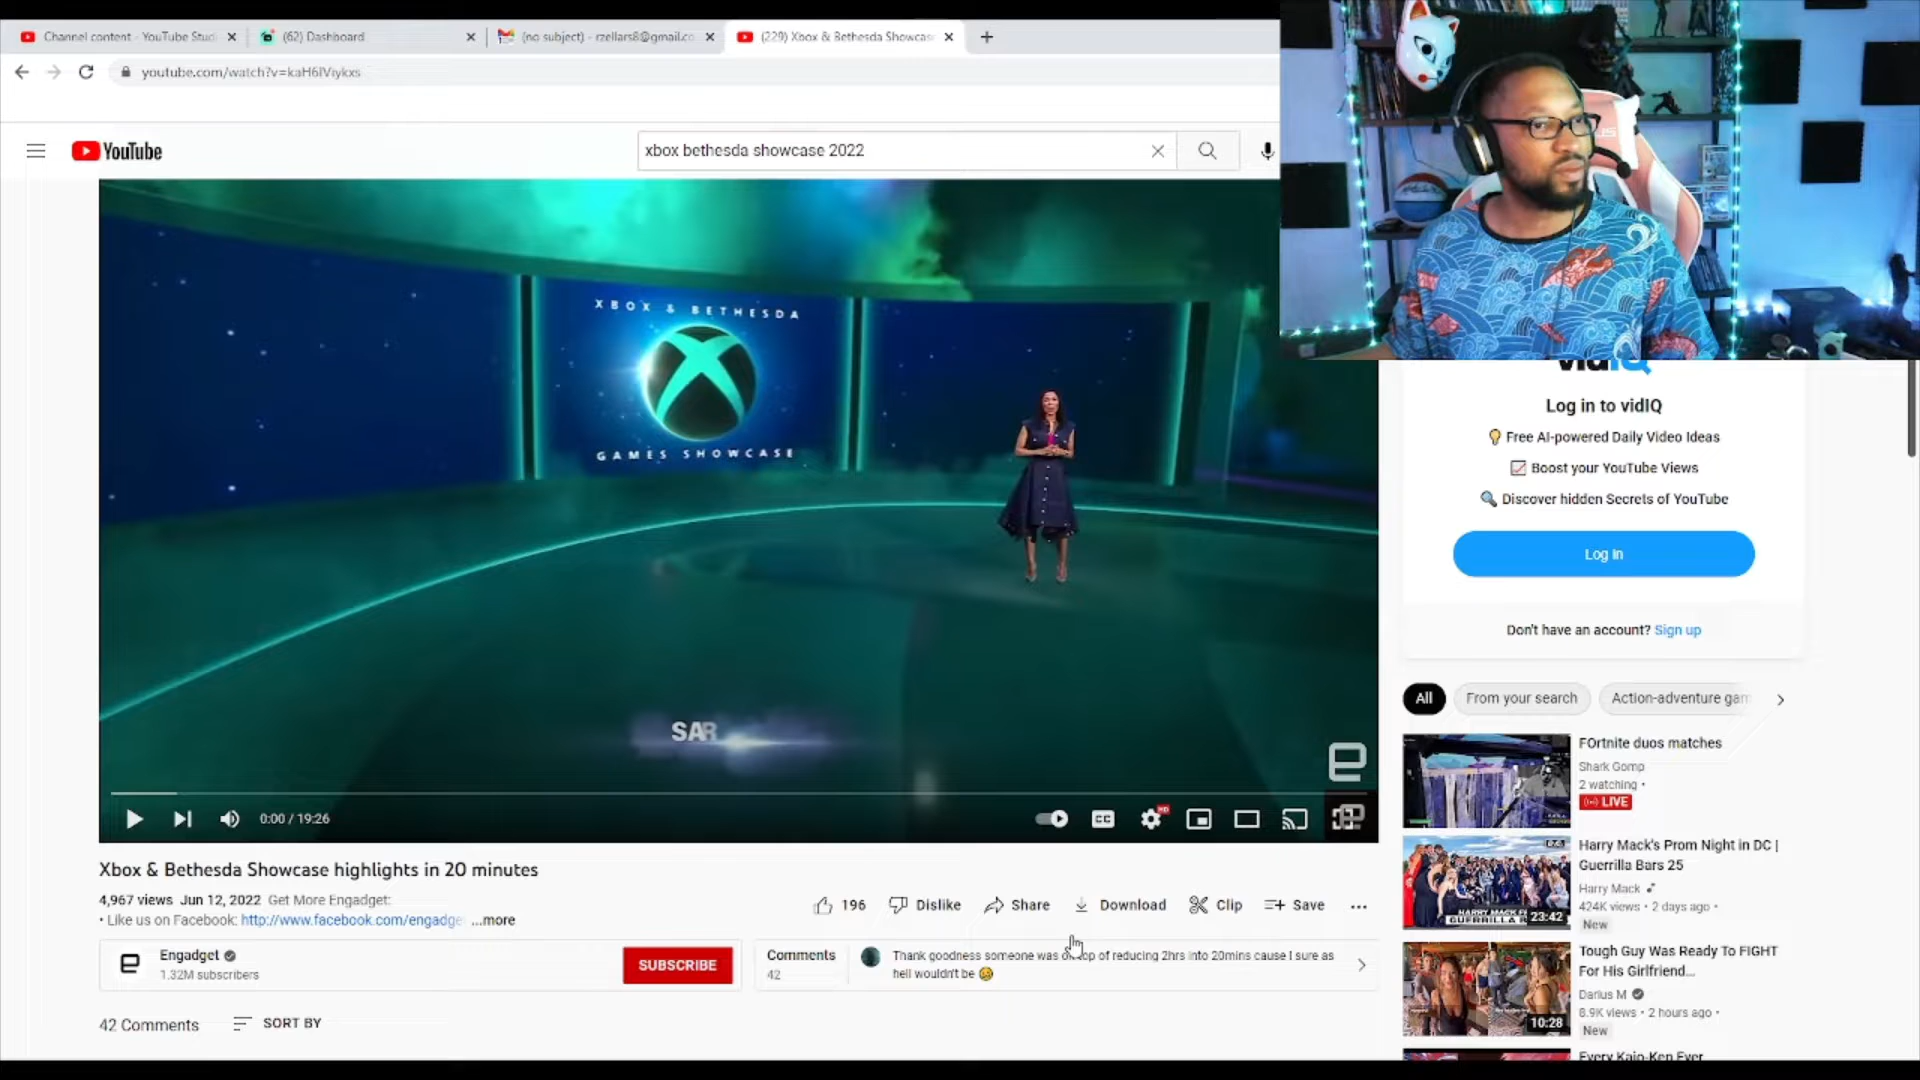 Channel content - YouTube Studi
(62) Dashboard
(no subject) - rzellars8@gmail.co
(229) Xbox & Bethesda Showcas
youtube.com/watch?v=kaH6lViykxs
YouTube
xbox bethesda showcase 2022
XBOX & BETHESDA
GAMES SHOWCASE
SAR
0:00 / 19:26
CC
HD
Xbox & Bethesda Showcase highlights in 20 minutes
4,967 views Jun 12, 2022 Get More Engadget:
• Like us on Facebook: http://www.facebook.com/engadge ...more
196 Dislike Share Download Clip Save
Engadget
1.32M subscribers
SUBSCRIBE
Comments
42
Thank goodness someone was on top of reducing 2hrs into 20mins cause I sure as
hell wouldn't be
42 Comments SORT BY
vidIQ
Log in to vidIQ
Free AI-powered Daily Video Ideas
Boost your YouTube Views
Discover hidden Secrets of YouTube
Log In
Don't have an account? Sign up
All From your search Action-adventure gam
FOrtnite duos matches
Shark Gomp
2 watching •
LIVE
Harry Mack's Prom Night in DC |
Guerrilla Bars 25
Harry Mack
424K views • 2 days ago •
New
23:42
Tough Guy Was Ready To FIGHT
For His Girlfriend...
Darius M
8.9K views • 2 hours ago •
New
10:28
Every Kaio-Ken Ever